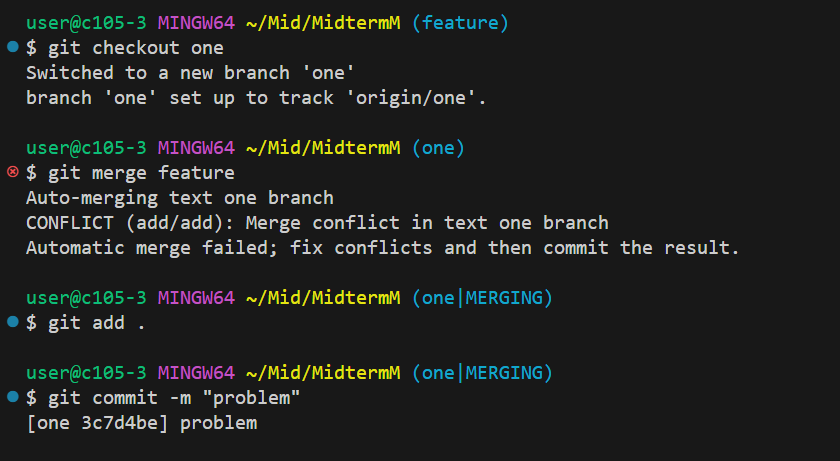 user@c105-3 MINGW64 ~/Mid/MidtermM (feature)
$ git checkout one
Switched to a new branch 'one'
branch 'one' set up to track 'origin/one'.
user@c105-3 MINGW64 ~/Mid/MidtermM (one)
$ git merge feature
Auto-merging text one branch
CONFLICT (add/add): Merge conflict in text one branch
Automatic merge failed; fix conflicts and then commit the result.
user@c105-3 MINGW64 ~/Mid/MidtermM (one|MERGING)
$ git add .
user@c105-3 MINGW64 ~/Mid/MidtermM (one|MERGING)
$ git commit -m "problem"
[one 3c7d4be] problem